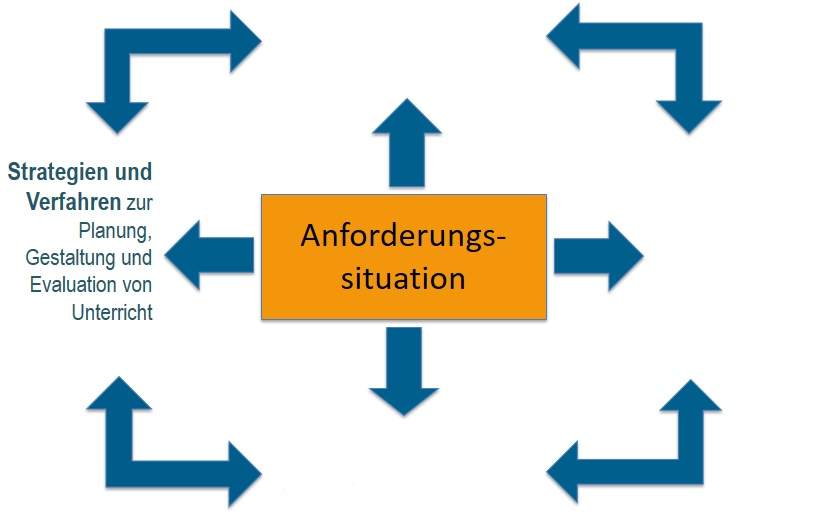 Strategien und
Verfahren zur
Planung,
Gestaltung und
Evaluation von
Unterricht
Anforderungs-
situation